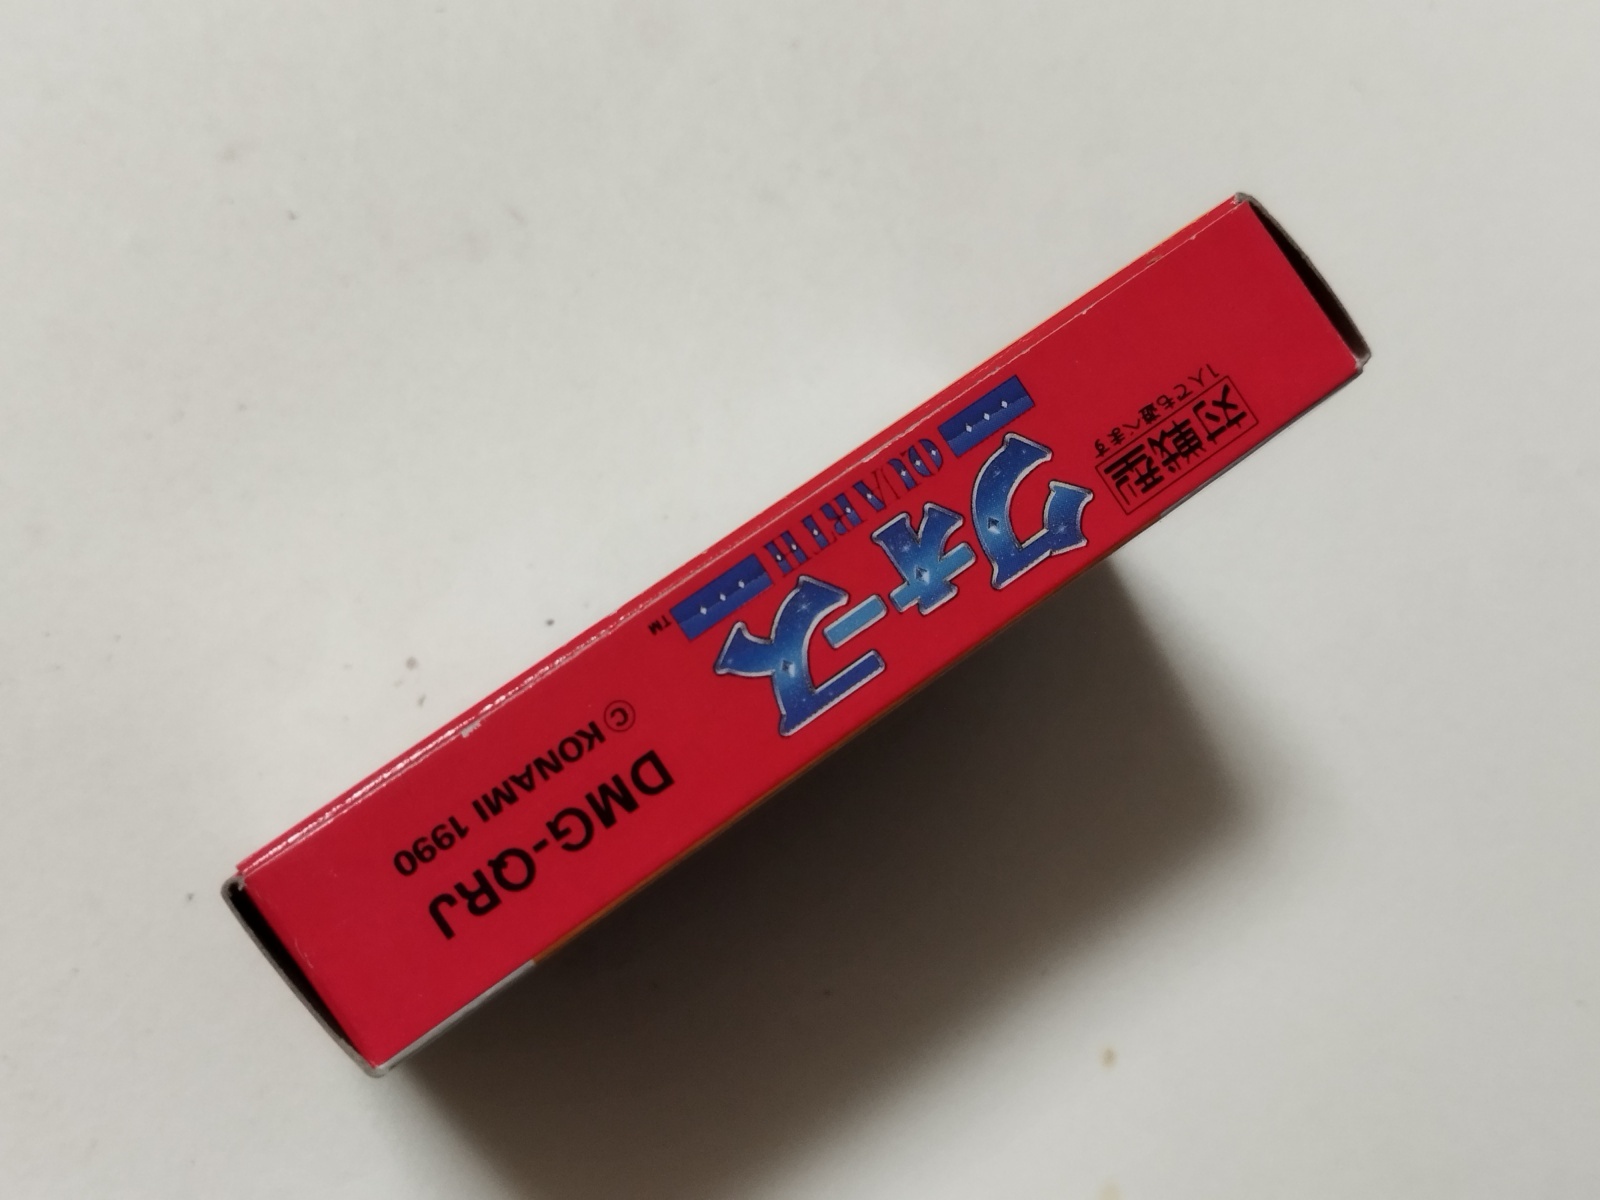 対戦型
1人でも遊べます
クォース
QUARTH
TM
DMG-QRJ
© KONAMI 1990